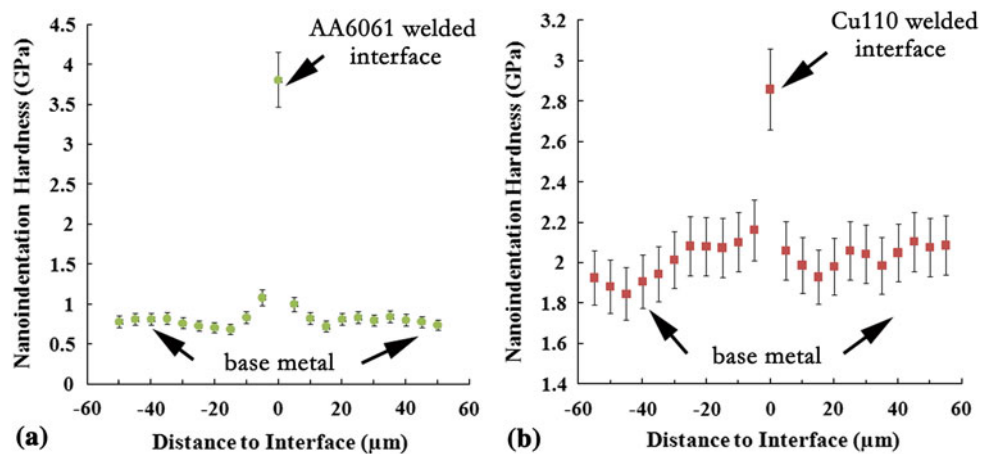 4.5
4
3.5
3
2.5
2
1.5
1
0.5
0
Nanoindentation Hardness (GPa)
AA6061 welded
interface
base metal
-60 -40 -20 0 20 40 60
Distance to Interface (μm)
(a)
3.2
3
2.8
2.6
2.4
2.2
2
1.8
1.6
1.4
Nanoindentation Hardness (GPa)
Cu110 welded
interface
base metal
-60 -40 -20 0 20 40 60
Distance to Interface (μm)
(b)